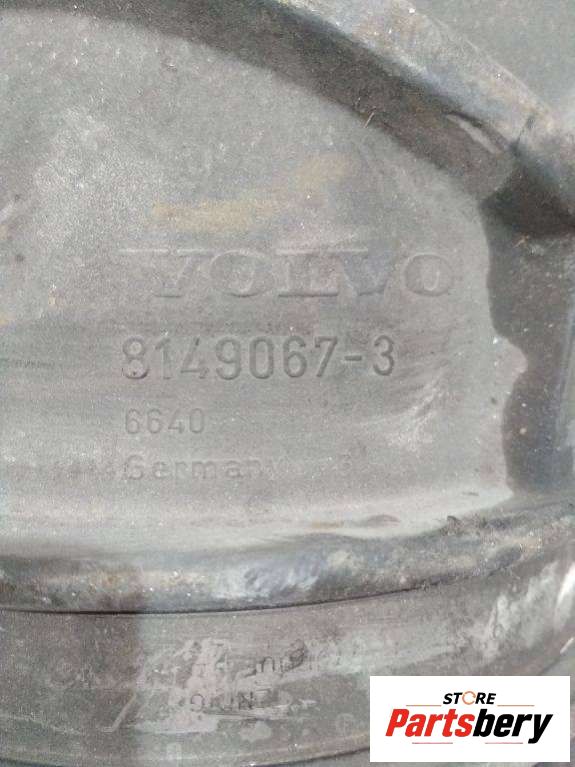 VOLVO
8149067-3
6640
Germany
STORE
Partsbery